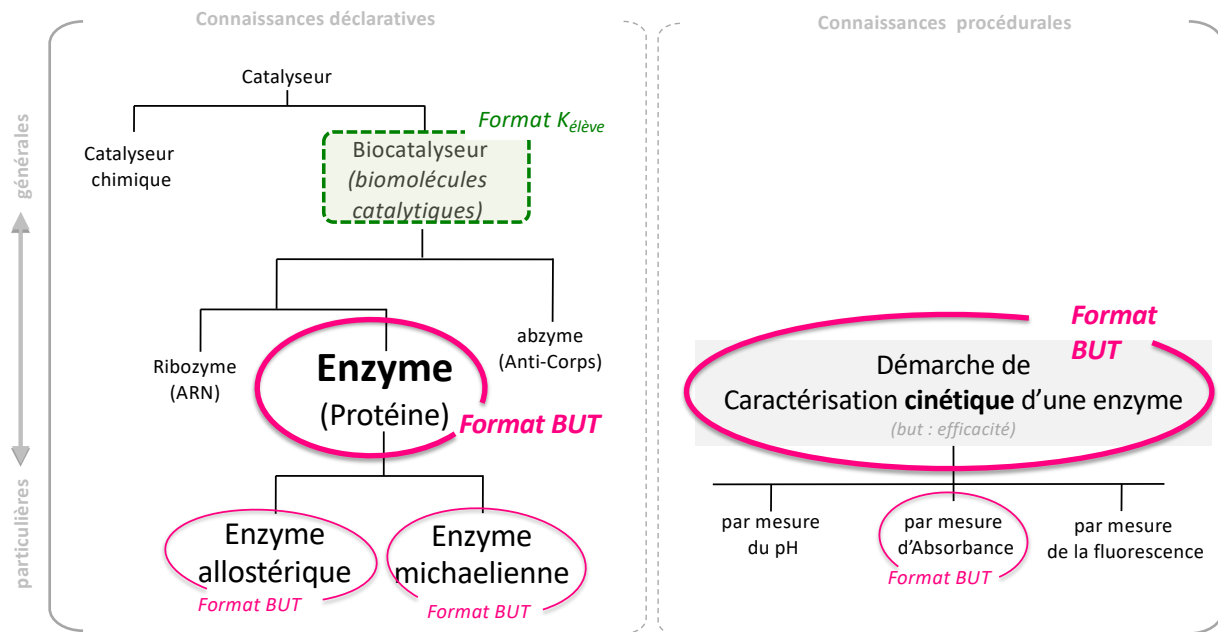 Connaissances déclaratives
Connaissances procédurales
générales
particulières
Catalyseur
Catalyseur
chimique
Format Kélève
Biocatalyseur
(biomolécules
catalytiques)
Ribozyme
(ARN)
Enzyme
(Protéine)
Format BUT
abzyme
(Anti-Corps)
Enzyme
allostérique
Format BUT
Enzyme
michaelienne
Format BUT
Format
BUT
Démarche de
Caractérisation cinétique d'une enzyme
(but : efficacité)
par mesure
du pH
par mesure
d'Absorbance
Format BUT
par mesure
de la fluorescence